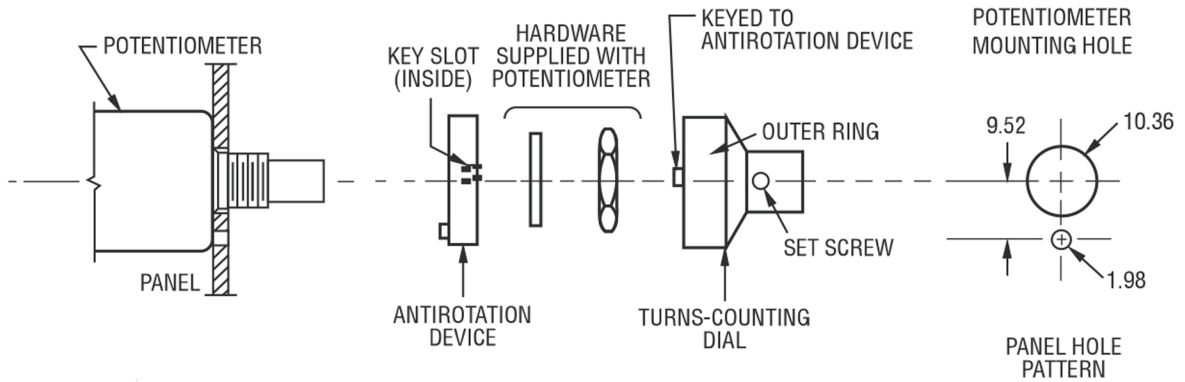 POTENTIOMETER
PANEL
KEY SLOT
(INSIDE)
ANTIROTATION
DEVICE
HARDWARE
SUPPLIED WITH
POTENTIOMETER
KEYED TO
ANTIROTATION DEVICE
OUTER RING
SET SCREW
TURNS-COUNTING
DIAL
POTENTIOMETER
MOUNTING HOLE
9.52
10.36
1.98
PANEL HOLE
PATTERN